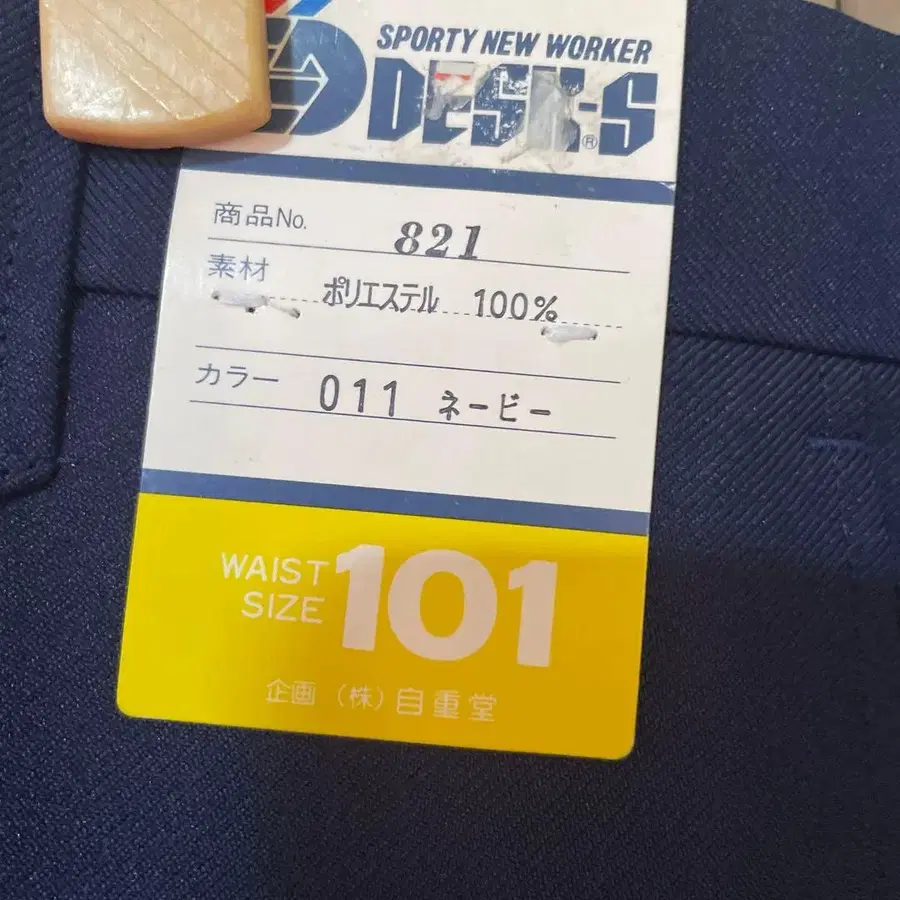 SPORTY NEW WORKER
DESK-S®
商品No. 821
素材 ポリエステル 100%
カラー 011 ネービー
WAIST SIZE 101
企画 (株) 自重堂